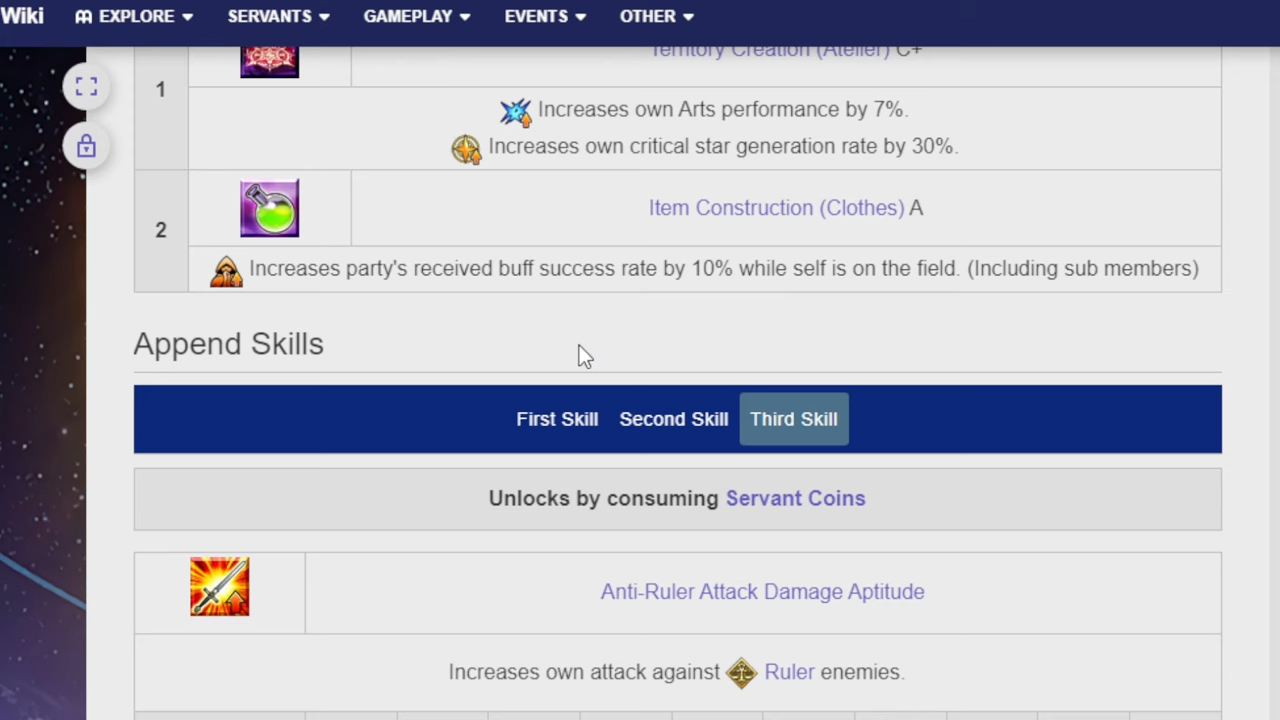 Wiki EXPLORE SERVANTS GAMEPLAY EVENTS OTHER
Territory Creation (Atelier) C+
1
Increases own Arts performance by 7%.
Increases own critical star generation rate by 30%.
Item Construction (Clothes) A
2
Increases party's received buff success rate by 10% while self is on the field. (Including sub members)
Append Skills
First Skill Second Skill Third Skill
Unlocks by consuming Servant Coins
Anti-Ruler Attack Damage Aptitude
Increases own attack against Ruler enemies.